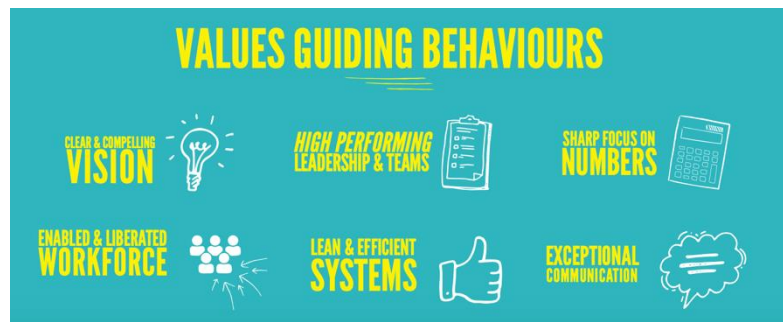 VALUES GUIDING BEHAVIOURS
CLEAR & COMPELLING
VISION
HIGH PERFORMING
LEADERSHIP & TEAMS
SHARP FOCUS ON
NUMBERS
ENABLED & LIBERATED
WORKFORCE
LEAN & EFFICIENT
SYSTEMS
EXCEPTIONAL
COMMUNICATION